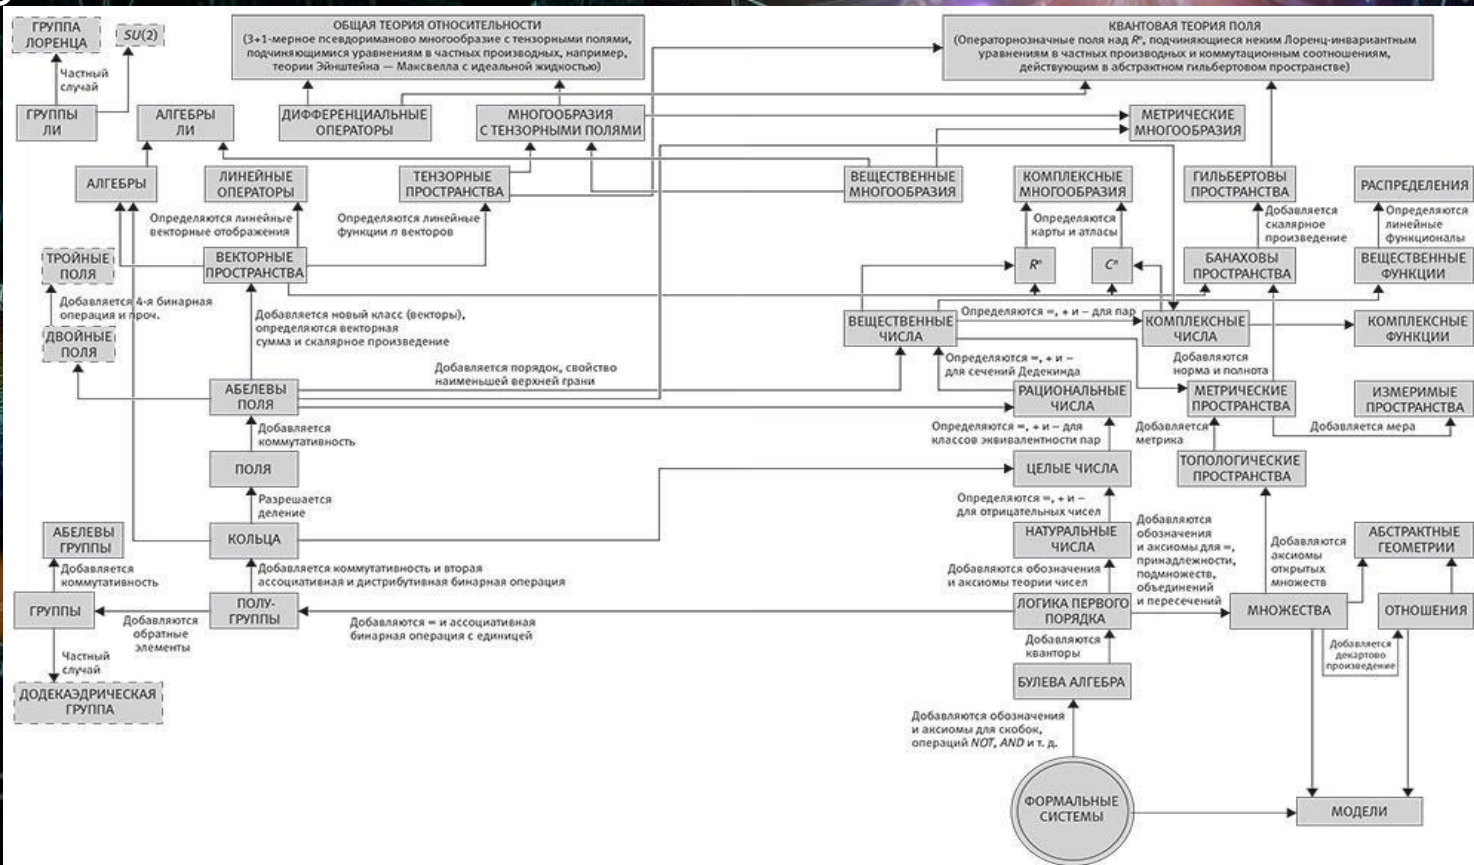 ГРУППА
ЛОРЕНЦА
SU(2)
ОБЩАЯ ТЕОРИЯ ОТНОСИТЕЛЬНОСТИ
(3+1-мерное псевдориманово многообразие с тензорными полями,
подчиняющимися уравнениям в частных производных, например,
теории Эйнштейна — Максвелла с идеальной жидкостью)
КВАНТОВАЯ ТЕОРИЯ ПОЛЯ
(Операторнозначные поля над Rⁿ, подчиняющиеся неким Лоренц-инвариантным
уравнениям в частных производных и коммутационным соотношениям,
действующим в абстрактном гильбертовом пространстве)
Частный
случай
ГРУППЫ
ЛИ
АЛГЕБРЫ
ЛИ
ДИФФЕРЕНЦИАЛЬНЫЕ
ОПЕРАТОРЫ
МНОГООБРАЗИЯ
С ТЕНЗОРНЫМИ ПОЛЯМИ
МЕТРИЧЕСКИЕ
МНОГООБРАЗИЯ
АЛГЕБРЫ
ЛИНЕЙНЫЕ
ОПЕРАТОРЫ
ТЕНЗОРНЫЕ
ПРОСТРАНСТВА
ВЕЩЕСТВЕННЫЕ
МНОГООБРАЗИЯ
КОМПЛЕКСНЫЕ
МНОГООБРАЗИЯ
ГИЛЬБЕРТОВЫ
ПРОСТРАНСТВА
РАСПРЕДЕЛЕНИЯ
Определяются линейные
векторные отображения
Определяются линейные
функции n векторов
Определяются
карты и атласы
Добавляется
скалярное
произведение
Определяются
линейные
функционалы
ТРОЙНЫЕ
ПОЛЯ
ВЕКТОРНЫЕ
ПРОСТРАНСТВА
Rⁿ
Cⁿ
БАНАХОВЫ
ПРОСТРАНСТВА
ВЕЩЕСТВЕННЫЕ
ФУНКЦИИ
Добавляется 4-я бинарная
операция и проч.
Добавляется новый класс (векторы),
определяются векторная
сумма и скалярное произведение
ДВОЙНЫЕ
ПОЛЯ
ВЕЩЕСТВЕННЫЕ
ЧИСЛА
Определяются =, + и − для пар
КОМПЛЕКСНЫЕ
ЧИСЛА
КОМПЛЕКСНЫЕ
ФУНКЦИИ
Добавляется порядок, свойство
наименьшей верхней грани
Определяются =, + и −
для сечений Дедекинда
Добавляются
норма и полнота
АБЕЛЕВЫ
ПОЛЯ
РАЦИОНАЛЬНЫЕ
ЧИСЛА
МЕТРИЧЕСКИЕ
ПРОСТРАНСТВА
ИЗМЕРИМЫЕ
ПРОСТРАНСТВА
Добавляется
коммутативность
Определяются =, + и − для
классов эквивалентности пар
Добавляется
метрика
Добавляется мера
ПОЛЯ
ЦЕЛЫЕ ЧИСЛА
ТОПОЛОГИЧЕСКИЕ
ПРОСТРАНСТВА
Разрешается
деление
Определяются =, + и −
для отрицательных чисел
АБЕЛЕВЫ
ГРУППЫ
КОЛЬЦА
НАТУРАЛЬНЫЕ
ЧИСЛА
Добавляются
обозначения
и аксиомы для =,
принадлежности,
подмножеств,
объединений
и пересечений
Добавляются
аксиомы
открытых
множеств
АБСТРАКТНЫЕ
ГЕОМЕТРИИ
Добавляется
коммутативность
Добавляется коммутативность и вторая
ассоциативная и дистрибутивная бинарная операция
Добавляются обозначения
и аксиомы теории чисел
ГРУППЫ
ПОЛУ-
ГРУППЫ
ЛОГИКА ПЕРВОГО
ПОРЯДКА
МНОЖЕСТВА
ОТНОШЕНИЯ
Добавляются
обратные
элементы
Добавляются = и ассоциативная
бинарная операция с единицей
Добавляются
кванторы
Добавляется
декартово
произведение
Частный
случай
ДОДЕКАЭДРИЧЕСКАЯ
ГРУППА
БУЛЕВА АЛГЕБРА
Добавляются обозначения
и аксиомы для скобок,
операций NOT, AND и т. д.
ФОРМАЛЬНЫЕ
СИСТЕМЫ
МОДЕЛИ